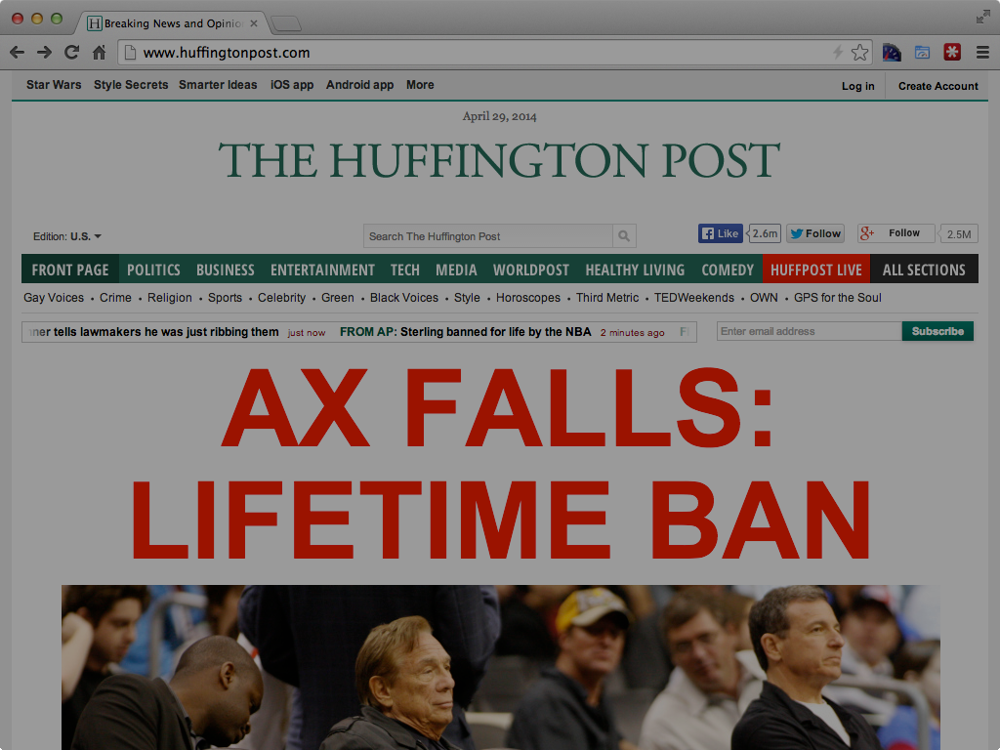 Breaking News and Opinio
www.huffingtonpost.com
Star Wars Style Secrets Smarter Ideas iOS app Android app More Log in Create Account
April 29, 2014
THE HUFFINGTON POST
Edition: U.S. Search The Huffington Post Like 2.6m Follow Follow 2.5M
FRONT PAGE POLITICS BUSINESS ENTERTAINMENT TECH MEDIA WORLDPOST HEALTHY LIVING COMEDY HUFFPOST LIVE ALL SECTIONS
Gay Voices • Crime • Religion • Sports • Celebrity • Green • Black Voices • Style • Horoscopes • Third Metric • TEDWeekends • OWN • GPS for the Soul
ner tells lawmakers he was just ribbing them just now FROM AP: Sterling banned for life by the NBA 2 minutes ago F Enter email address Subscribe
AX FALLS:
LIFETIME BAN